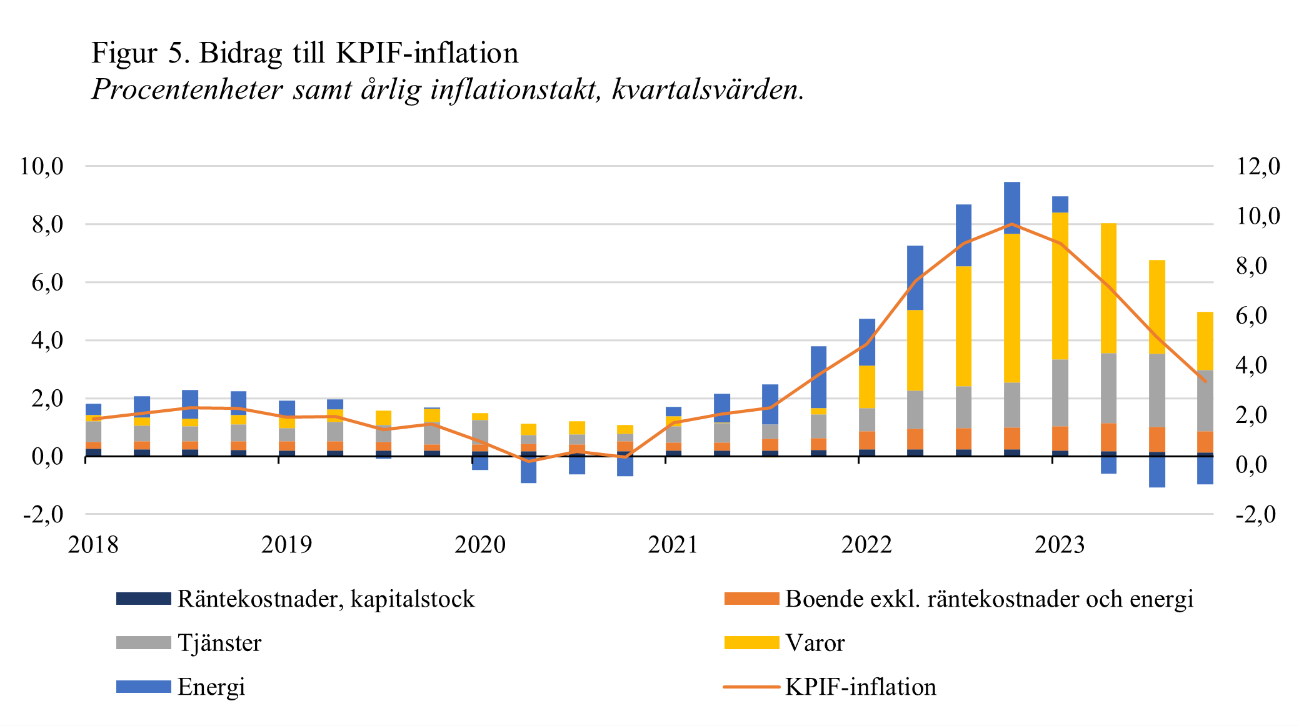 Figur 5. Bidrag till KPIF-inflation
Procentenheter samt årlig inflationstakt, kvartalsvärden.
10,0
8,0
6,0
4,0
2,0
0,0
-2,0
12,0
10,0
8,0
6,0
4,0
2,0
0,0
-2,0
2018 2019 2020 2021 2022 2023
Räntekostnader, kapitalstock
Boende exkl. räntekostnader och energi
Tjänster
Varor
Energi
KPIF-inflation